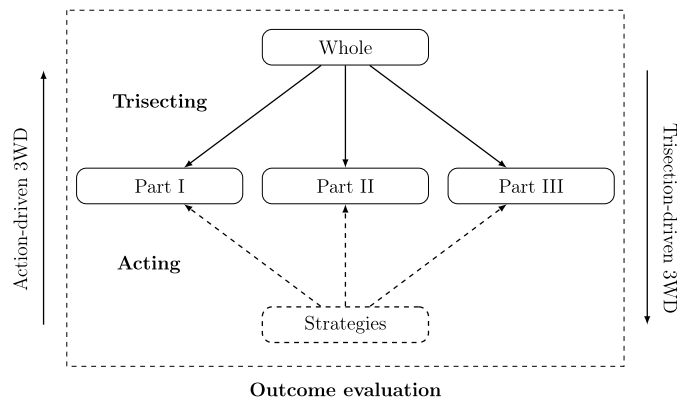 Whole
Trisecting
Action-driven 3WD
Trisection-driven 3WD
Part I
Part II
Part III
Acting
Strategies
Outcome evaluation